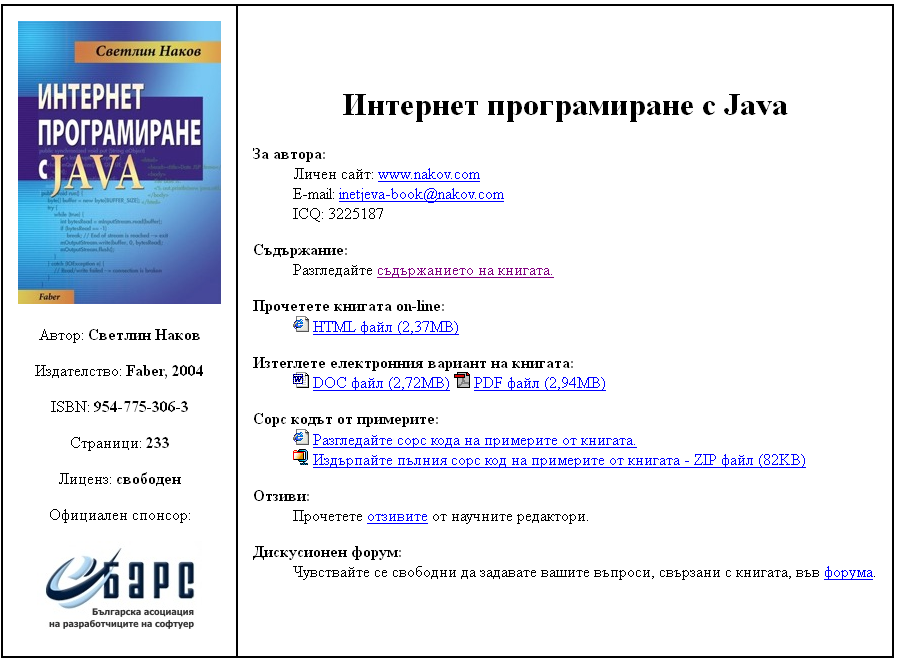 Светлин Наков
ИНТЕРНЕТ
ПРОГРАМИРАНЕ
с JAVA
Faber
Автор: Светлин Наков
Издателство: Faber, 2004
ISBN: 954-775-306-3
Страници: 233
Лиценз: свободен
Официален спонсор:
БАРС
Българска асоциация
на разработчиците на софтуер
Интернет програмиране с Java
За автора:
Личен сайт: www.nakov.com
E-mail: inetjeva-book@nakov.com
ICQ: 3225187
Съдържание:
Разгледайте съдържанието на книгата.
Прочетете книгата on-line:
HTML файл (2,37MB)
Изтеглете електронния вариант на книгата:
DOC файл (2,72MB) PDF файл (2,94MB)
Сорс кодът от примерите:
Разгледайте сорс кода на примерите от книгата.
Издърпайте пълния сорс код на примерите от книгата - ZIP файл (82KB)
Отзиви:
Прочетете отзивите от научните редактори.
Дискусионен форум:
Чувствайте се свободни да задавате вашите въпроси, свързани с книгата, във форума.